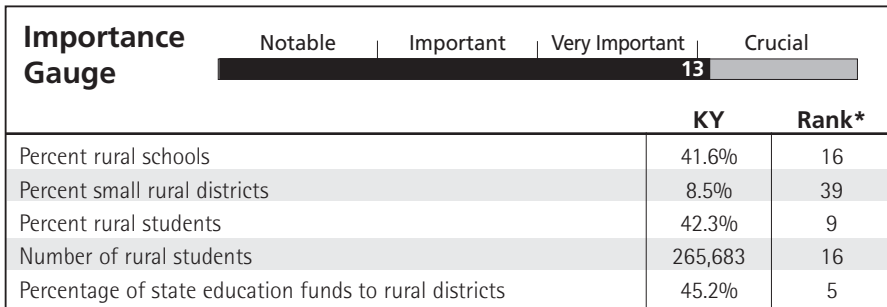 Importance Gauge
Notable Important Very Important Crucial
13
KY Rank*
Percent rural schools 41.6% 16
Percent small rural districts 8.5% 39
Percent rural students 42.3% 9
Number of rural students 265,683 16
Percentage of state education funds to rural districts 45.2% 5